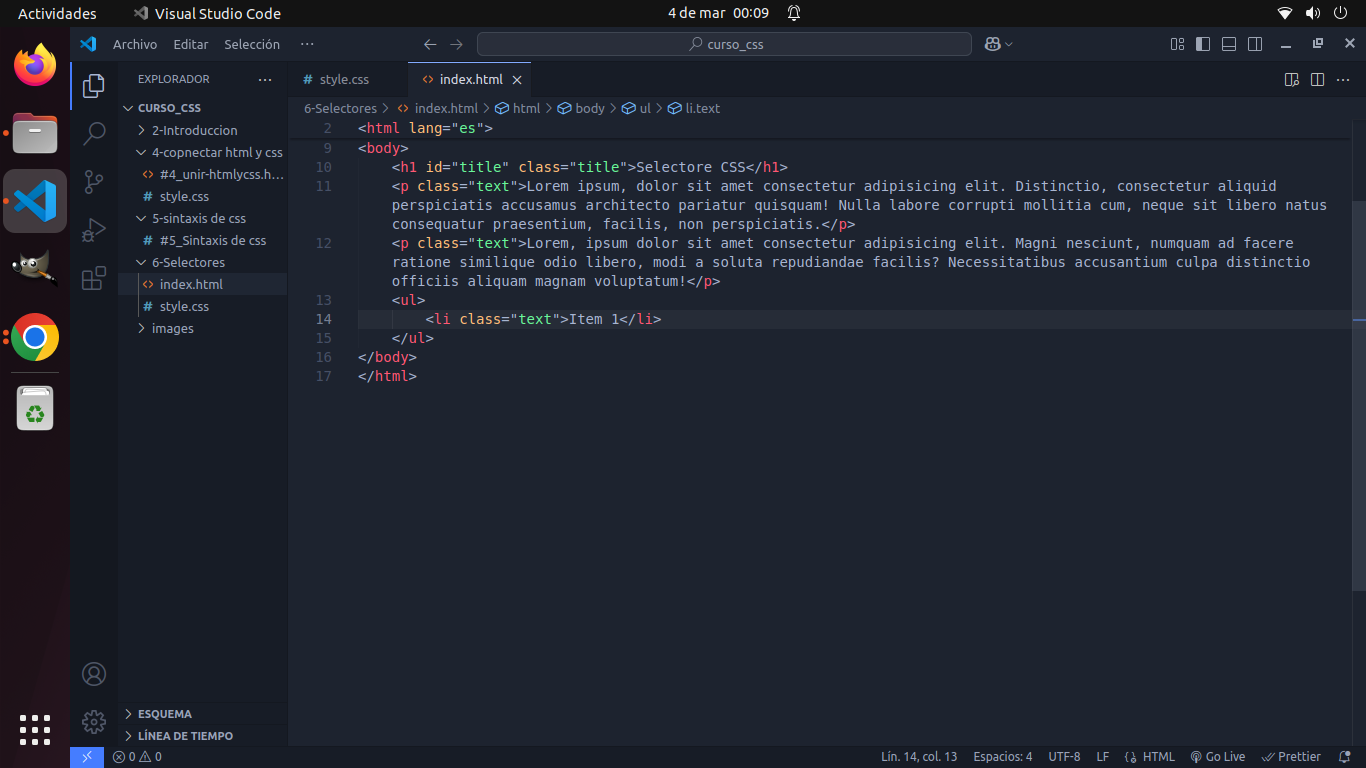 Actividades
Visual Studio Code
4 de mar 00:09
Archivo Editar Selección ···
curso_css
EXPLORADOR
CURSO_CSS
2-Introduccion
4-copnectar html y css
#4_unir-htmlycss.h...
style.css
5-sintaxis de css
#5_Sintaxis de css
6-Selectores
index.html
style.css
images
ESQUEMA
LÍNEA DE TIEMPO
# style.css
index.html
6-Selectores > index.html > html > body > ul > li.text
2 <html lang="es">
9 <body>
10 <h1 id="title" class="title">Selectore CSS</h1>
11 <p class="text">Lorem ipsum, dolor sit amet consectetur adipisicing elit. Distinctio, consectetur aliquid
perspiciatis accusamus architecto pariatur quisquam! Nulla labore corrupti mollitia cum, neque sit libero natus
consequatur praesentium, facilis, non perspiciatis.</p>
12 <p class="text">Lorem, ipsum dolor sit amet consectetur adipisicing elit. Magni nesciunt, numquam ad facere
ratione similique odio libero, modi a soluta repudiandae facilis? Necessitatibus accusantium culpa distinctio
officiis aliquam magnam voluptatum!</p>
13 <ul>
14 <li class="text">Item 1</li>
15 </ul>
16 </body>
17 </html>
0 0
Lín. 14, col. 13 Espacios: 4 UTF-8 LF HTML Go Live Prettier